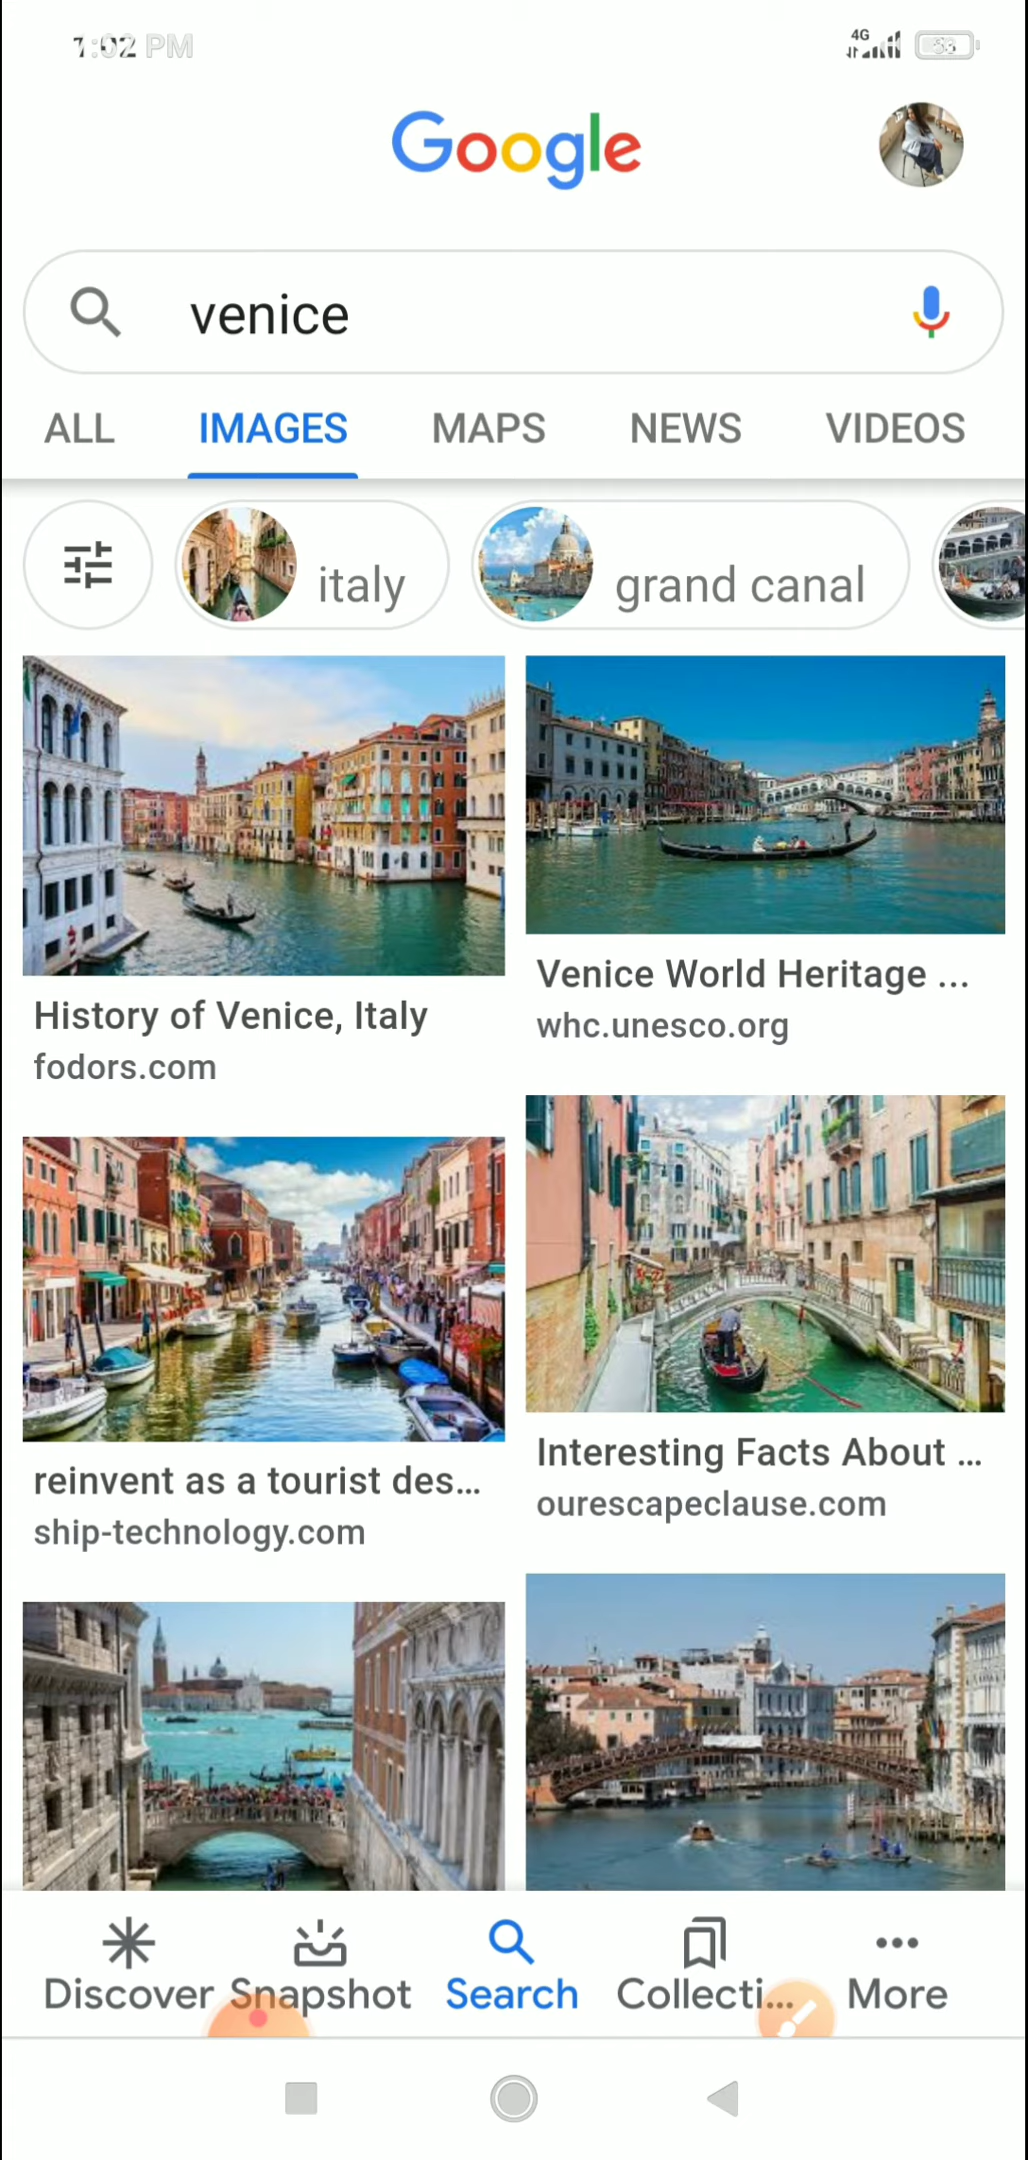 1:02 PM
4G
Google
venice
ALL IMAGES MAPS NEWS VIDEOS
italy grand canal
History of Venice, Italy
fodors.com
Venice World Heritage ...
whc.unesco.org
reinvent as a tourist des...
ship-technology.com
Interesting Facts About ...
ourescapeclause.com
Discover Snapshot Search Collecti... More